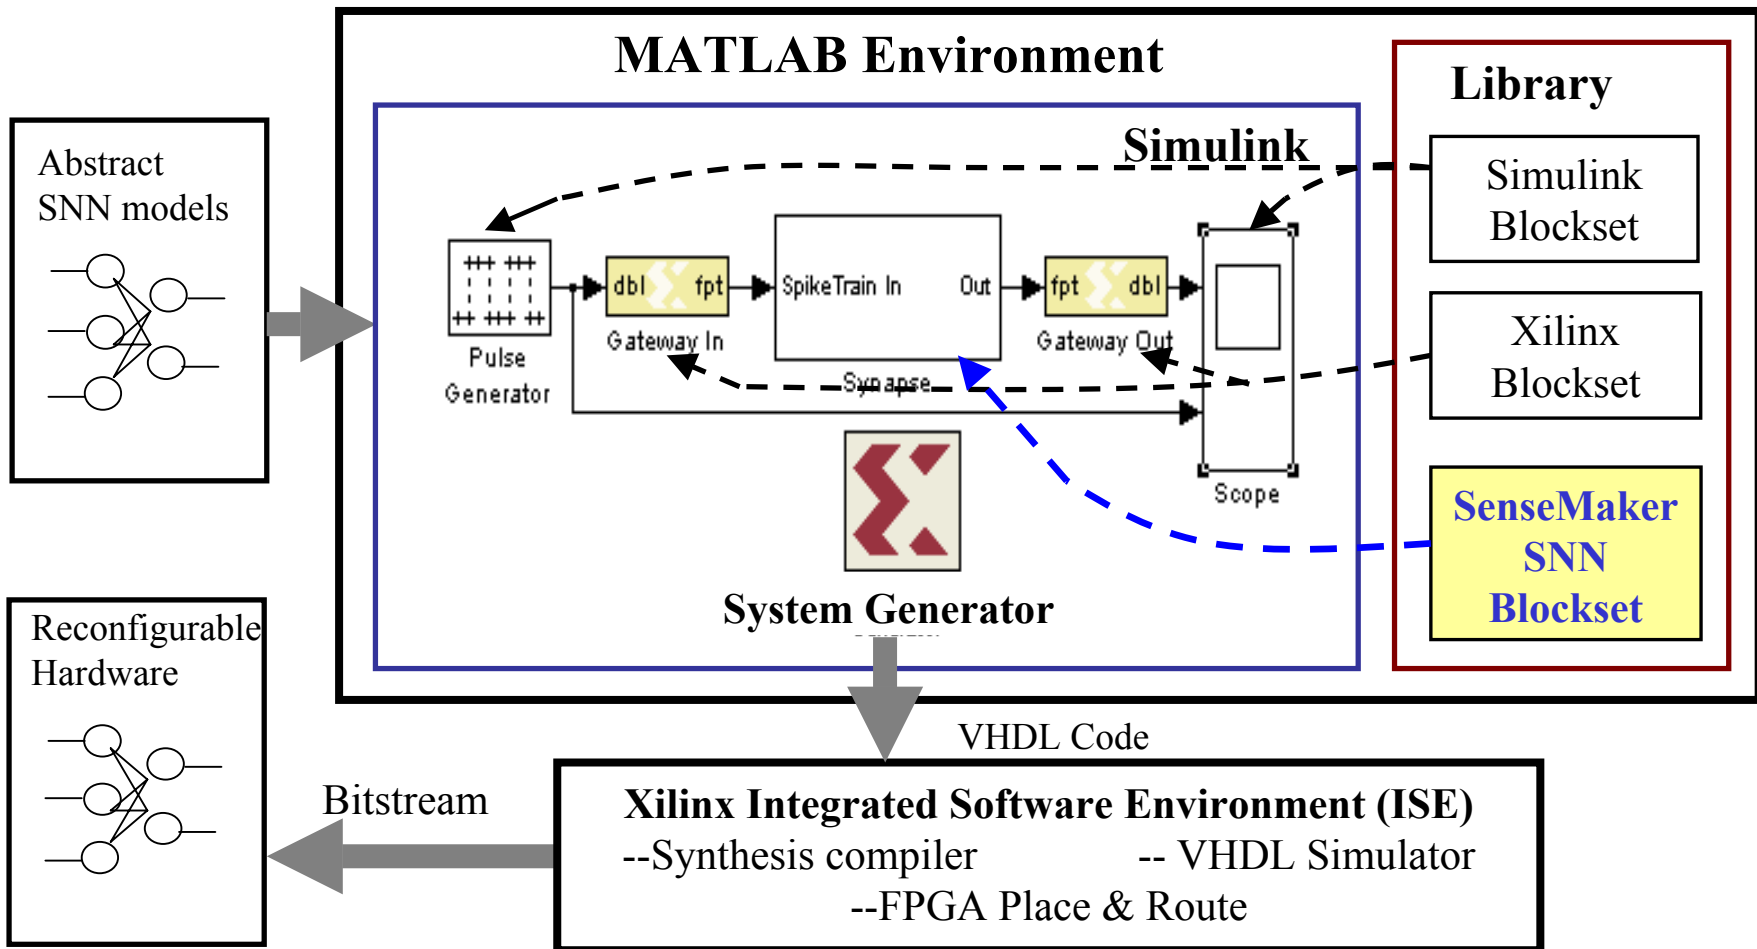 MATLAB Environment
Library
Abstract
SNN models
Simulink
Simulink
Blockset
dbl fpt
SpikeTrain In Out
fpt dbl
Gateway In
Gateway Out
Pulse
Generator
Synapse
Xilinx
Blockset
Scope
SenseMaker
SNN
Blockset
System Generator
Reconfigurable
Hardware
VHDL Code
Bitstream
Xilinx Integrated Software Environment (ISE)
--Synthesis compiler -- VHDL Simulator
--FPGA Place & Route